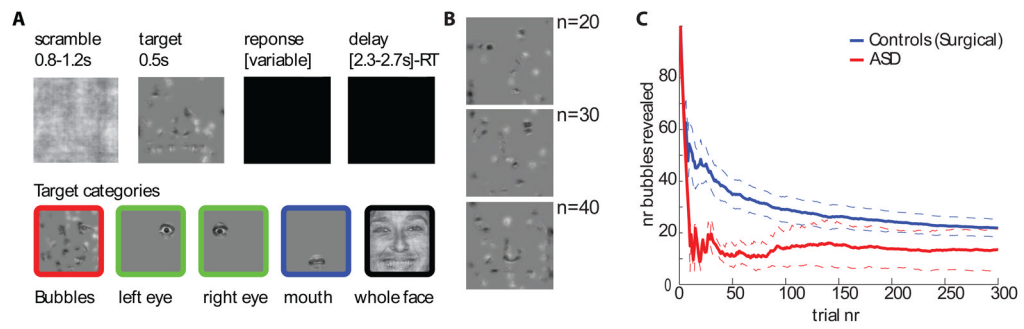 A
scramble
0.8-1.2s
target
0.5s
reponse
[variable]
delay
[2.3-2.7s]-RT
Target categories
Bubbles
left eye
right eye
mouth
whole face
B
n=20
n=30
n=40
C
Controls (Surgical)
ASD
nr bubbles revealed
80
60
40
20
0
0
50
100
150
200
250
300
trial nr